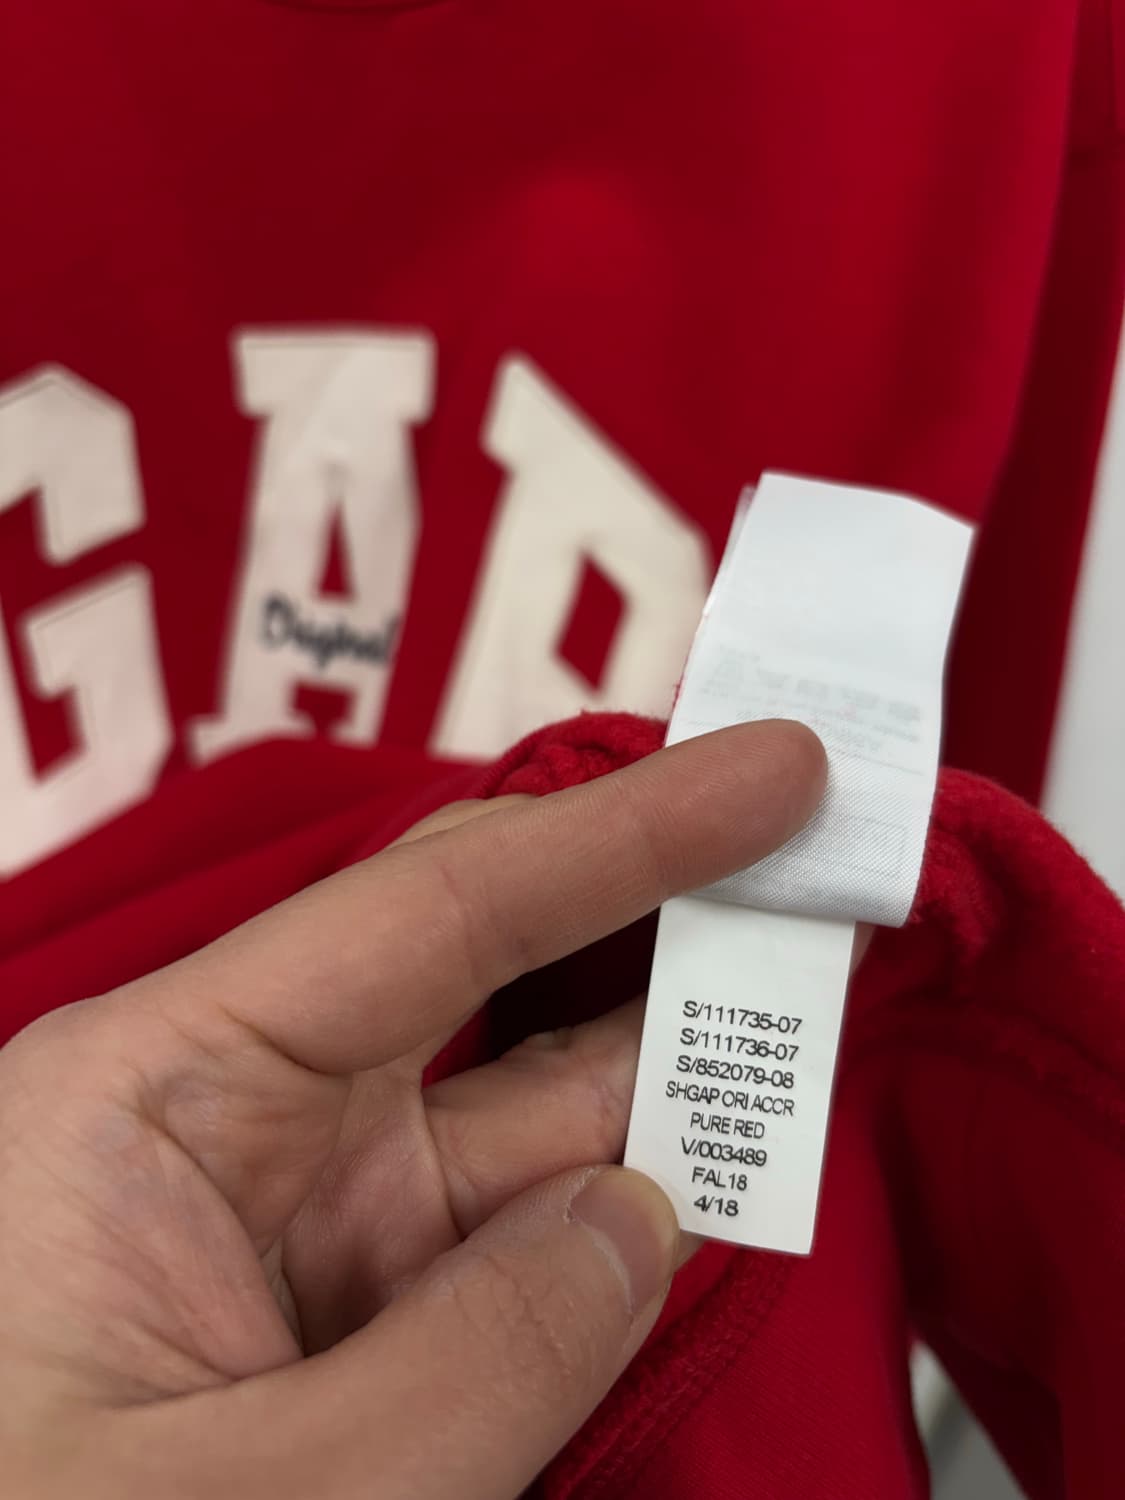 GAP
Original
S/111735-07
S/111736-07
S/852079-08
SHGAP ORI ACCR
PURE RED
V/003489
FAL18
4/18